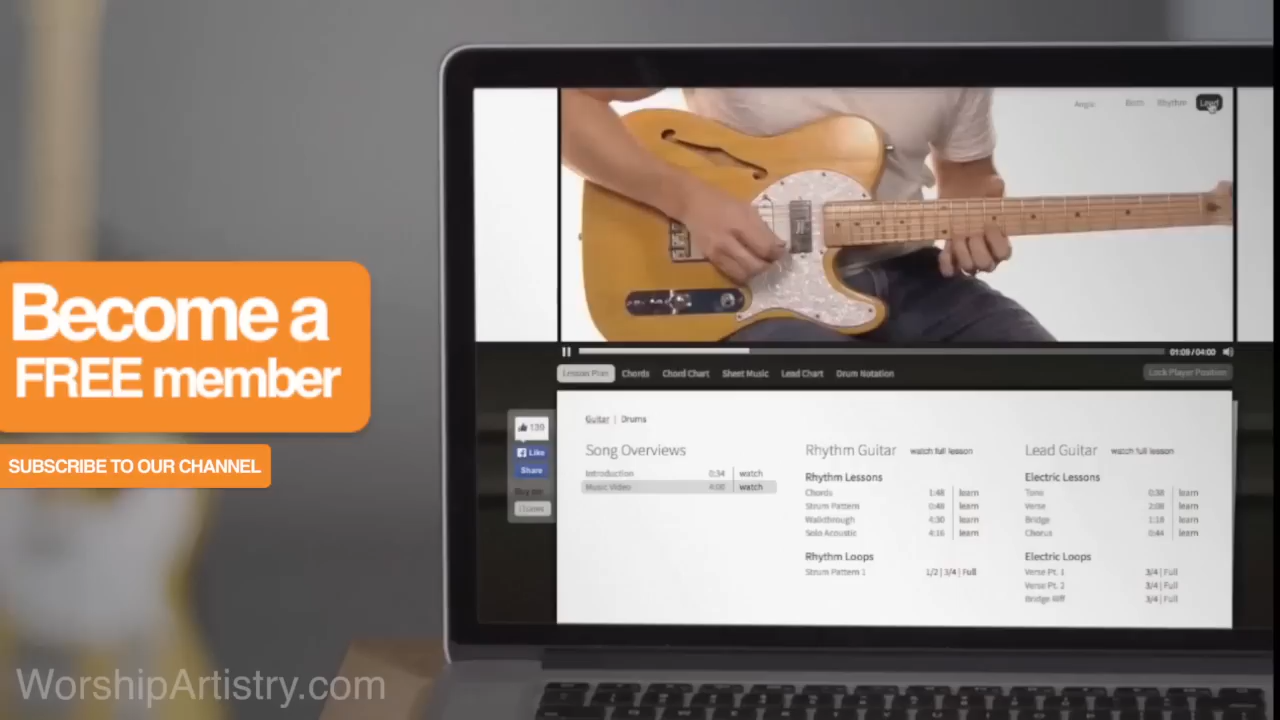 Angle Both Rhythm Lead
Become a
FREE member
01:09 / 04:00
Lesson Plan Chords Chord Chart Sheet Music Lead Chart Drum Notation
Lock Player Position
Guitar | Drums
139
SUBSCRIBE TO OUR CHANNEL
Like
Share
Buy on
iTunes
Song Overviews
Introduction 0:34 watch
Music Video 4:00 watch
Rhythm Guitar watch full lesson
Rhythm Lessons
Chords 1:48 learn
Strum Pattern 0:48 learn
Walkthrough 4:30 learn
Solo Acoustic 4:16 learn
Rhythm Loops
Strum Pattern 1 1/2 | 3/4 | Full
Lead Guitar watch full lesson
Electric Lessons
Tone 0:38 learn
Verse 2:08 learn
Bridge 1:18 learn
Chorus 0:44 learn
Electric Loops
Verse Pt. 1 3/4 | Full
Verse Pt. 2 3/4 | Full
Bridge Riff 3/4 | Full
WorshipArtistry.com